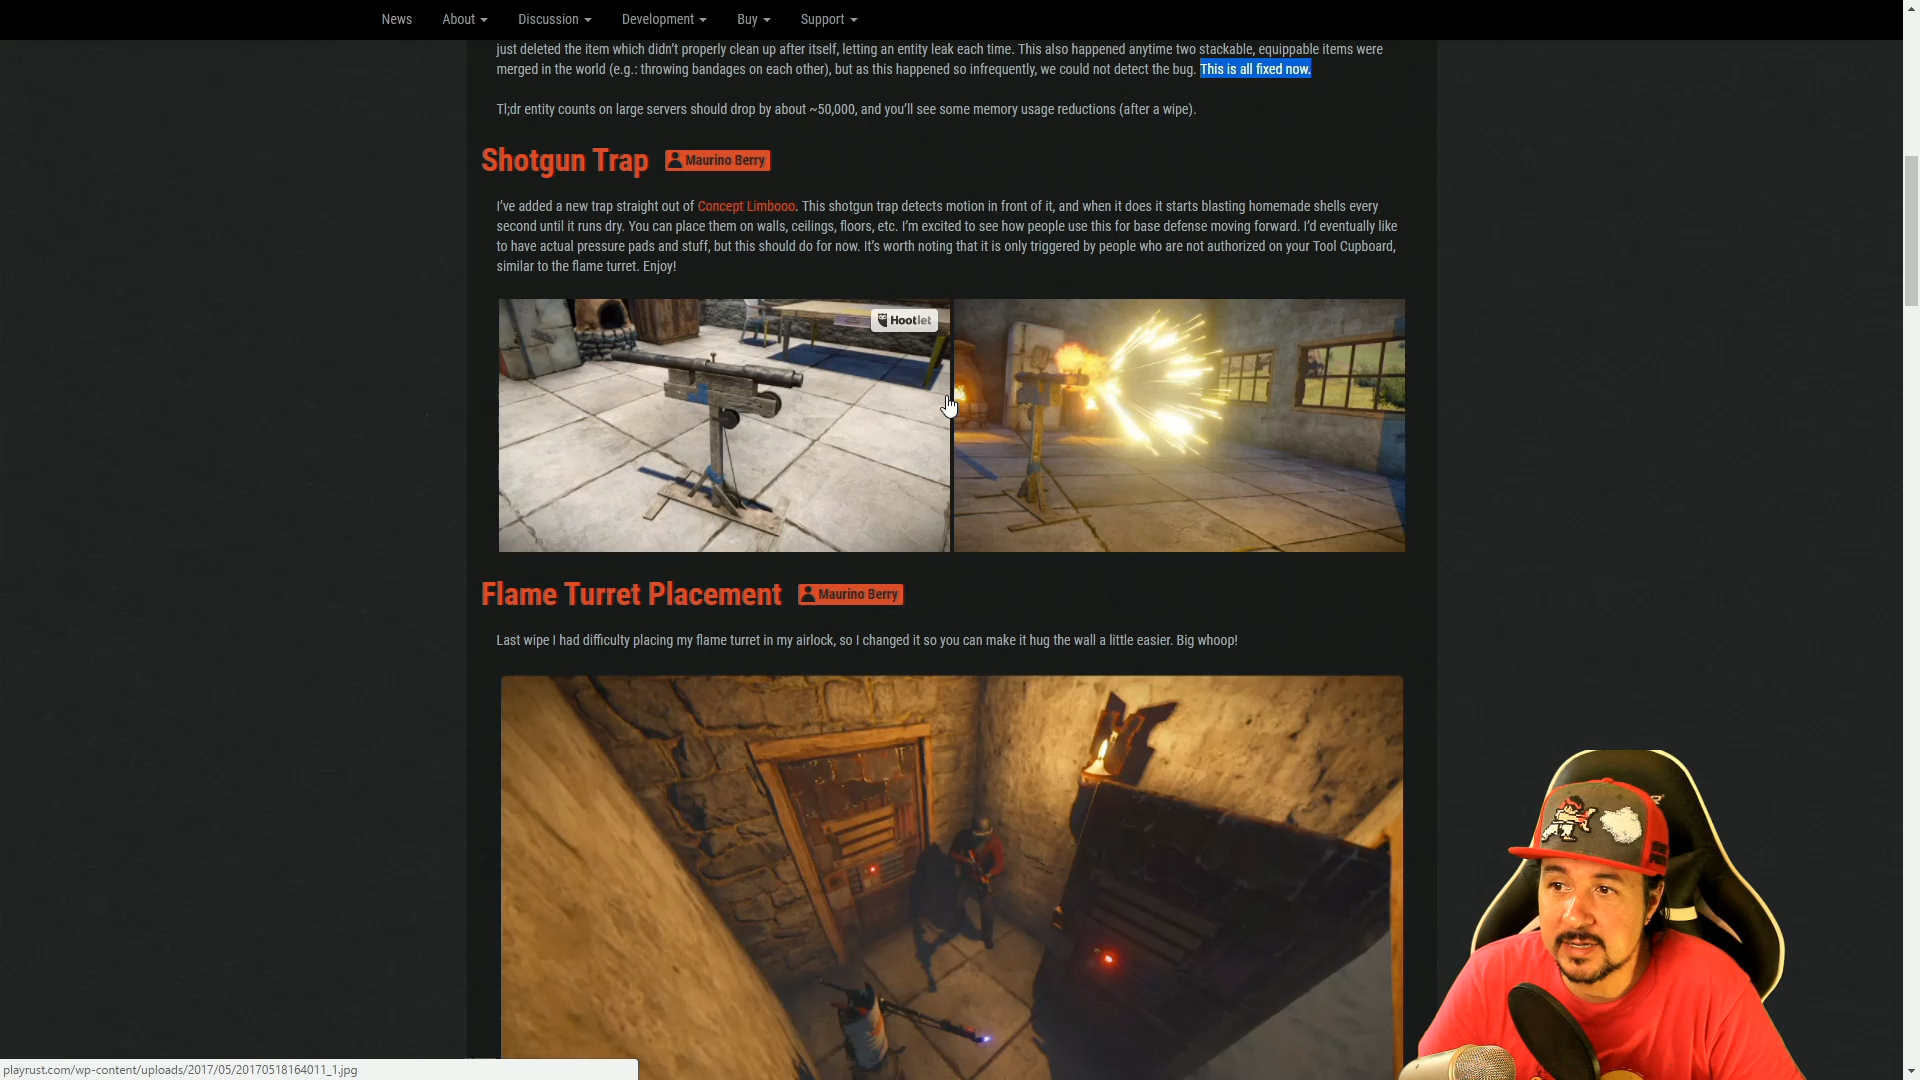 News About Discussion Development Buy Support
just deleted the item which didn’t properly clean up after itself, letting an entity leak each time. This also happened anytime two stackable, equippable items were
merged in the world (e.g.: throwing bandages on each other), but as this happened so infrequently, we could not detect the bug. This is all fixed now.
Tl;dr entity counts on large servers should drop by about ~50,000, and you’ll see some memory usage reductions (after a wipe).
Shotgun Trap Maurino Berry
I’ve added a new trap straight out of Concept Limbooo. This shotgun trap detects motion in front of it, and when it does it starts blasting homemade shells every
second until it runs dry. You can place them on walls, ceilings, floors, etc. I’m excited to see how people use this for base defense moving forward. I’d eventually like
to have actual pressure pads and stuff, but this should do for now. It’s worth noting that it is only triggered by people who are not authorized on your Tool Cupboard,
similar to the flame turret. Enjoy!
Hootlet
Flame Turret Placement Maurino Berry
Last wipe I had difficulty placing my flame turret in my airlock, so I changed it so you can make it hug the wall a little easier. Big whoop!
playrust.com/wp-content/uploads/2017/05/20170518164011_1.jpg